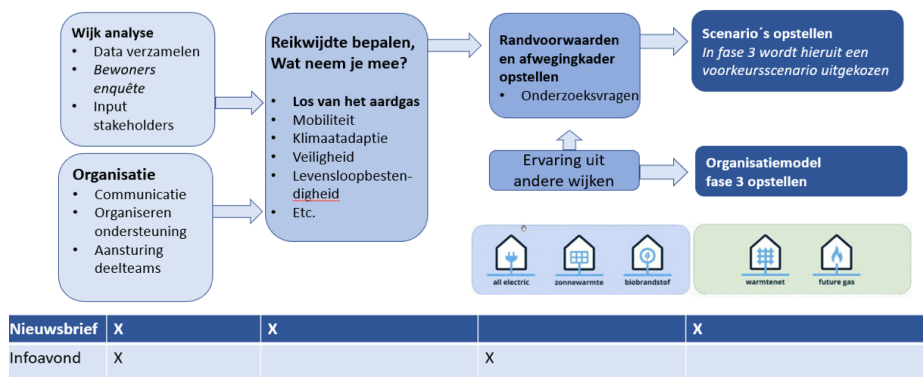 Wijk analyse
• Data verzamelen
• Bewoners
enquête
• Input
stakeholders
Organisatie
• Communicatie
• Organiseren
ondersteuning
• Aansturing
deelteams
Reikwijdte bepalen,
Wat neem je mee?
• Los van het aardgas
• Mobiliteit
• Klimaatadaptie
• Veiligheid
• Levensloopbesten-
digheid
• Etc.
Randvoorwaarden
en afwegingkader
opstellen
• Onderzoeksvragen
Ervaring uit
andere wijken
Scenario´s opstellen
In fase 3 wordt hieruit een
voorkeursscenario uitgekozen
Organisatiemodel
fase 3 opstellen
all electric zonnewarmte biobrandstof warmtenet future gas
Nieuwsbrief X X X
Infoavond X X